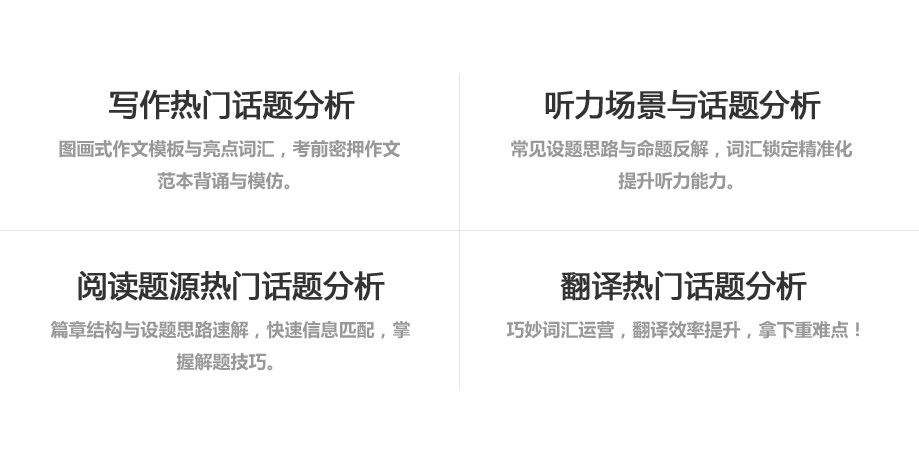 写作热门话题分析
图画式作文模板与亮点词汇，考前密押作文
范本背诵与模仿。
听力场景与话题分析
常见设题思路与命题反解，词汇锁定精准化
提升听力能力。
阅读题源热门话题分析
篇章结构与设题思路速解，快速信息匹配，掌
握解题技巧。
翻译热门话题分析
巧妙词汇运营，翻译效率提升，拿下重难点！